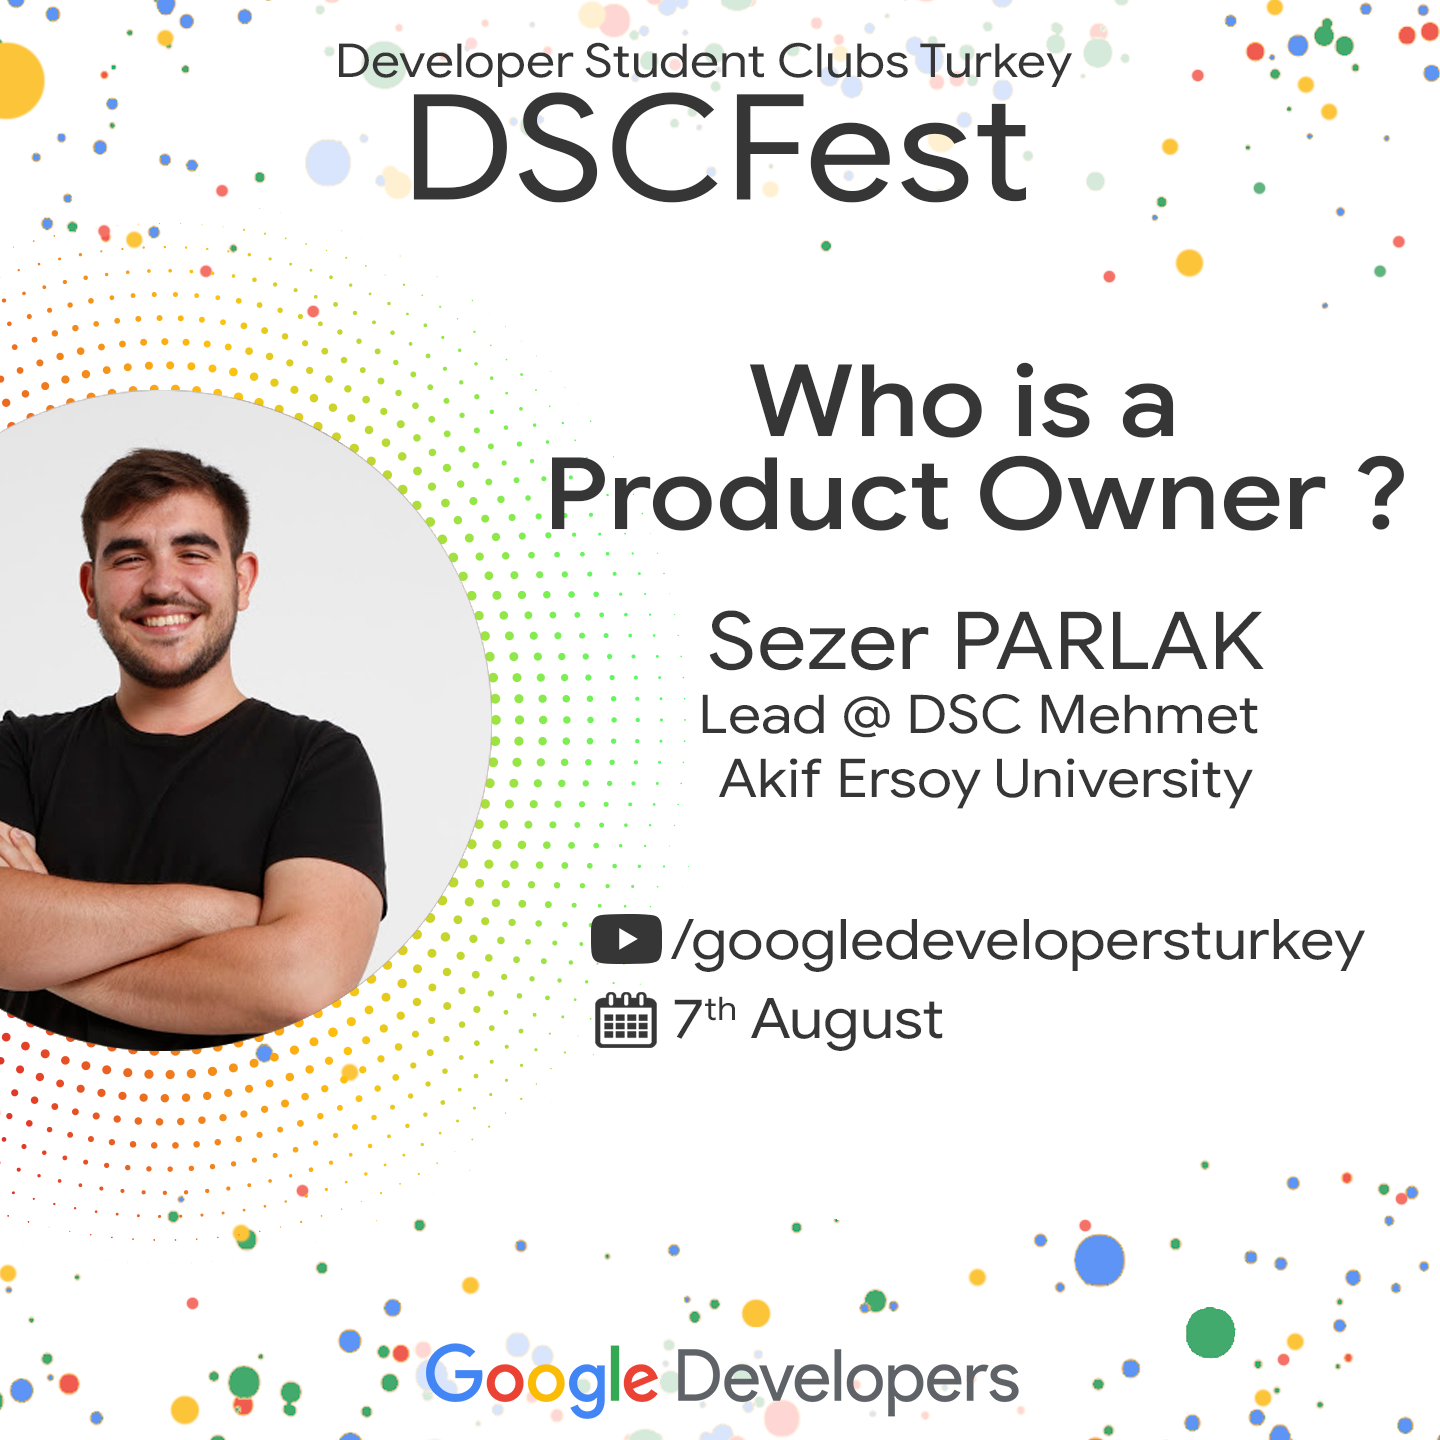 Developer Student Clubs Turkey
DSCFest
Who is a
Product Owner ?
Sezer PARLAK
Lead @ DSC Mehmet
Akif Ersoy University
/googledevelopersturkey
7th August
Google Developers